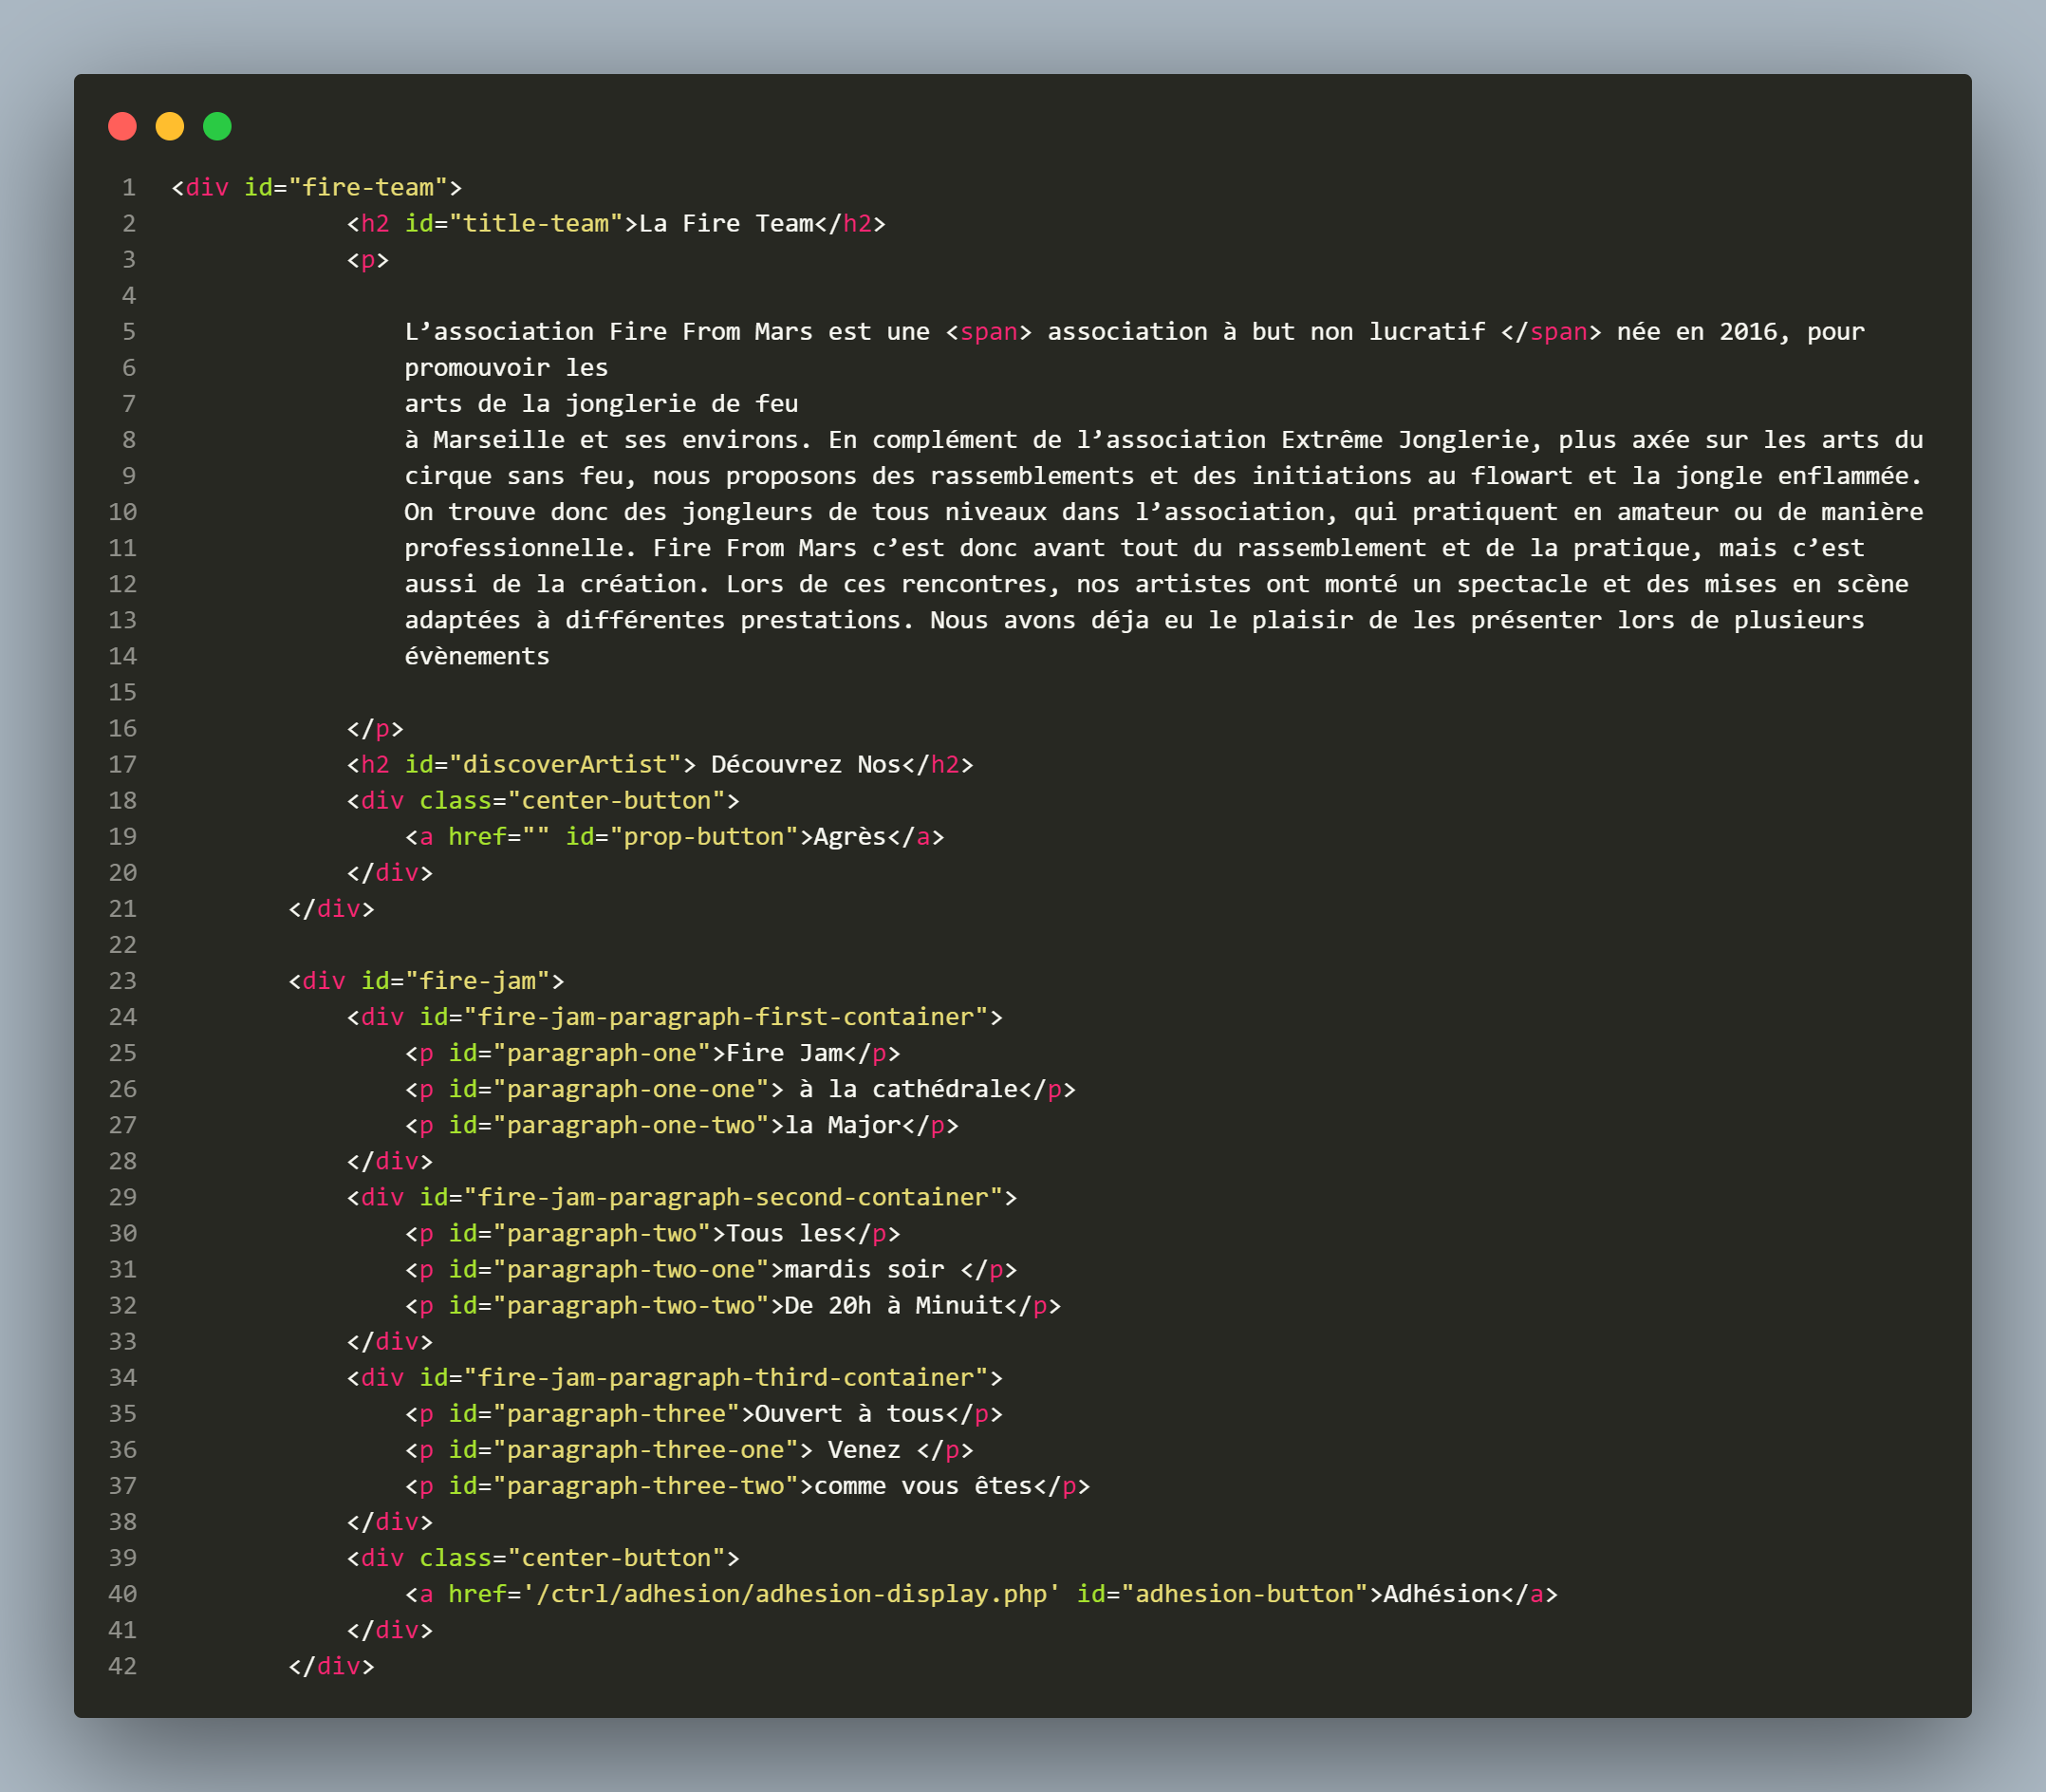 1 <div id="fire-team">
2 <h2 id="title-team">La Fire Team</h2>
3 <p>
4
5 L’association Fire From Mars est une <span> association à but non lucratif </span> née en 2016, pour
6 promouvoir les
7 arts de la jonglerie de feu
8 à Marseille et ses environs. En complément de l’association Extrême Jonglerie, plus axée sur les arts du
9 cirque sans feu, nous proposons des rassemblements et des initiations au flowart et la jongle enflammée.
10 On trouve donc des jongleurs de tous niveaux dans l’association, qui pratiquent en amateur ou de manière
11 professionnelle. Fire From Mars c’est donc avant tout du rassemblement et de la pratique, mais c’est
12 aussi de la création. Lors de ces rencontres, nos artistes ont monté un spectacle et des mises en scène
13 adaptées à différentes prestations. Nous avons déja eu le plaisir de les présenter lors de plusieurs
14 évènements
15
16 </p>
17 <h2 id="discoverArtist"> Découvrez Nos</h2>
18 <div class="center-button">
19 <a href="" id="prop-button">Agrès</a>
20 </div>
21 </div>
22
23 <div id="fire-jam">
24 <div id="fire-jam-paragraph-first-container">
25 <p id="paragraph-one">Fire Jam</p>
26 <p id="paragraph-one-one"> à la cathédrale</p>
27 <p id="paragraph-one-two">la Major</p>
28 </div>
29 <div id="fire-jam-paragraph-second-container">
30 <p id="paragraph-two">Tous les</p>
31 <p id="paragraph-two-one">mardis soir </p>
32 <p id="paragraph-two-two">De 20h à Minuit</p>
33 </div>
34 <div id="fire-jam-paragraph-third-container">
35 <p id="paragraph-three">Ouvert à tous</p>
36 <p id="paragraph-three-one"> Venez </p>
37 <p id="paragraph-three-two">comme vous êtes</p>
38 </div>
39 <div class="center-button">
40 <a href='/ctrl/adhesion/adhesion-display.php' id="adhesion-button">Adhésion</a>
41 </div>
42 </div>